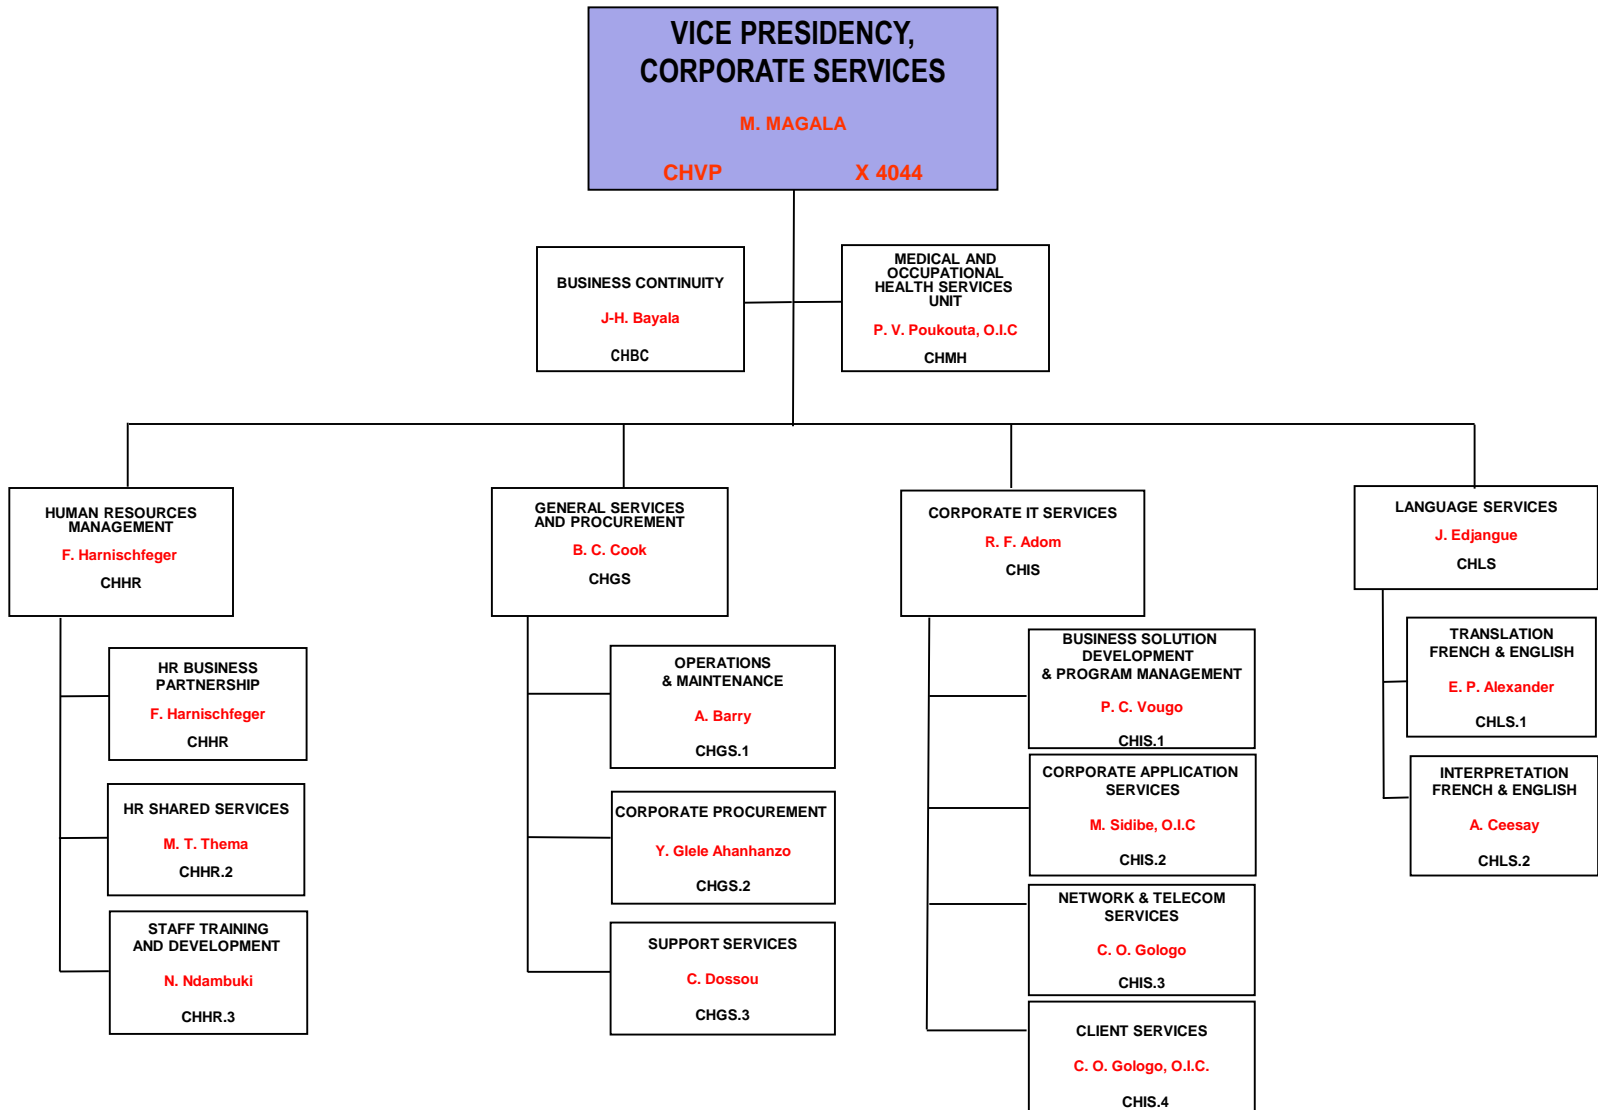 VICE PRESIDENCY,
CORPORATE SERVICES
M. MAGALA
CHVP X 4044
BUSINESS CONTINUITY
J-H. Bayala
CHBC
MEDICAL AND
OCCUPATIONAL
HEALTH SERVICES
UNIT
P. V. Poukouta, O.I.C
CHMH
HUMAN RESOURCES
MANAGEMENT
F. Harnischfeger
CHHR
HR BUSINESS
PARTNERSHIP
F. Harnischfeger
CHHR
HR SHARED SERVICES
M. T. Thema
CHHR.2
STAFF TRAINING
AND DEVELOPMENT
N. Ndambuki
CHHR.3
GENERAL SERVICES
AND PROCUREMENT
B. C. Cook
CHGS
OPERATIONS
& MAINTENANCE
A. Barry
CHGS.1
CORPORATE PROCUREMENT
Y. Glele Ahanhanzo
CHGS.2
SUPPORT SERVICES
C. Dossou
CHGS.3
CORPORATE IT SERVICES
R. F. Adom
CHIS
BUSINESS SOLUTION
DEVELOPMENT
& PROGRAM MANAGEMENT
P. C. Vougo
CHIS.1
CORPORATE APPLICATION
SERVICES
M. Sidibe, O.I.C
CHIS.2
NETWORK & TELECOM
SERVICES
C. O. Gologo
CHIS.3
CLIENT SERVICES
C. O. Gologo, O.I.C.
CHIS.4
LANGUAGE SERVICES
J. Edjangue
CHLS
TRANSLATION
FRENCH & ENGLISH
E. P. Alexander
CHLS.1
INTERPRETATION
FRENCH & ENGLISH
A. Ceesay
CHLS.2